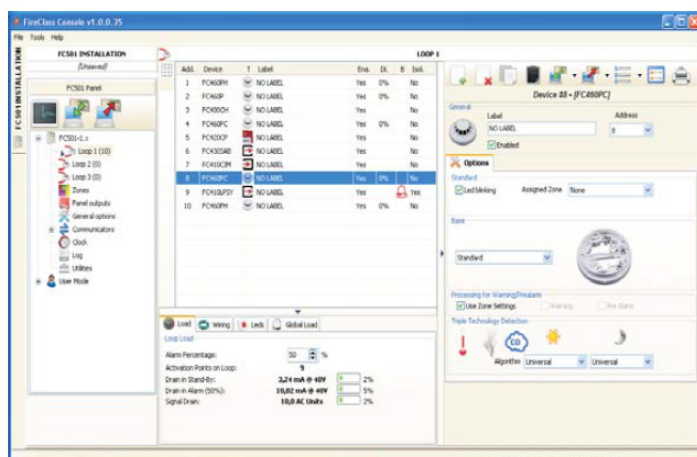 FireClass Console v1.0.0.35
File Tools Help
FC501 INSTALLATION
FC501 INSTALLATION
(Unsaved)
FC501 Panel
FC501-1.x
Loop 1 (10)
Loop 2 (0)
Loop 3 (0)
Zones
Panel outputs
General options
Communicators
Clock
Log
Utilities
User Mode
LOOP 1
Add. Device T Label Ena. Dt. B Isol.
1 FC460PH NO LABEL Yes 0% No
2 FC460P NO LABEL Yes 0% No
3 FC400CH NO LABEL Yes No
4 FC460PC NO LABEL Yes 0% No
5 FC420CP NO LABEL Yes No
6 FC430SAB NO LABEL Yes No
7 FC410CIM NO LABEL Yes No
8 FC460PC NO LABEL Yes 0% No
9 FC410LPSY NO LABEL Yes Yes
10 FC460PH NO LABEL Yes 0% No
Load Wiring Leds Global Load
Loop Load
Alarm Percentage: 50 %
Activation Points on Loop: 9
Drain in Stand-By: 3,24 mA @ 40V 2%
Drain in Alarm (50%): 10,82 mA @ 40V 5%
Signal Drain: 10,0 AC Units 2%
Device 08 - [FC460PC]
General
Label Address
NO LABEL 8
Enabled
Options
Standard
Led blinking Assigned Zone None
Base
Standard
Processing for Warning/Prealarm
Use Zone Settings Warning Pre Alarm
Triple Technology Detection
CO
Algorithm Universal Universal